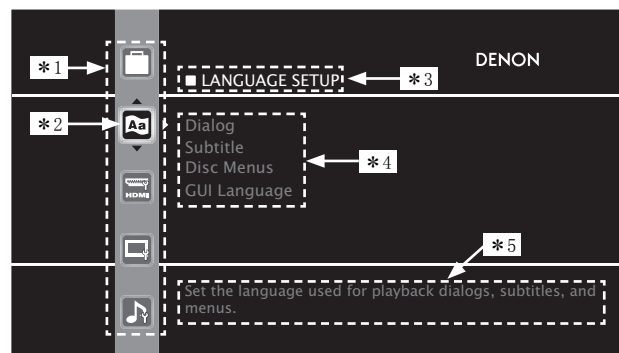 *1
DENON
■ LANGUAGE SETUP
*3
*2
Aa
Dialog
Subtitle
Disc Menus
GUI Language
*4
HDMI
*5
Set the language used for playback dialogs, subtitles, and
menus.